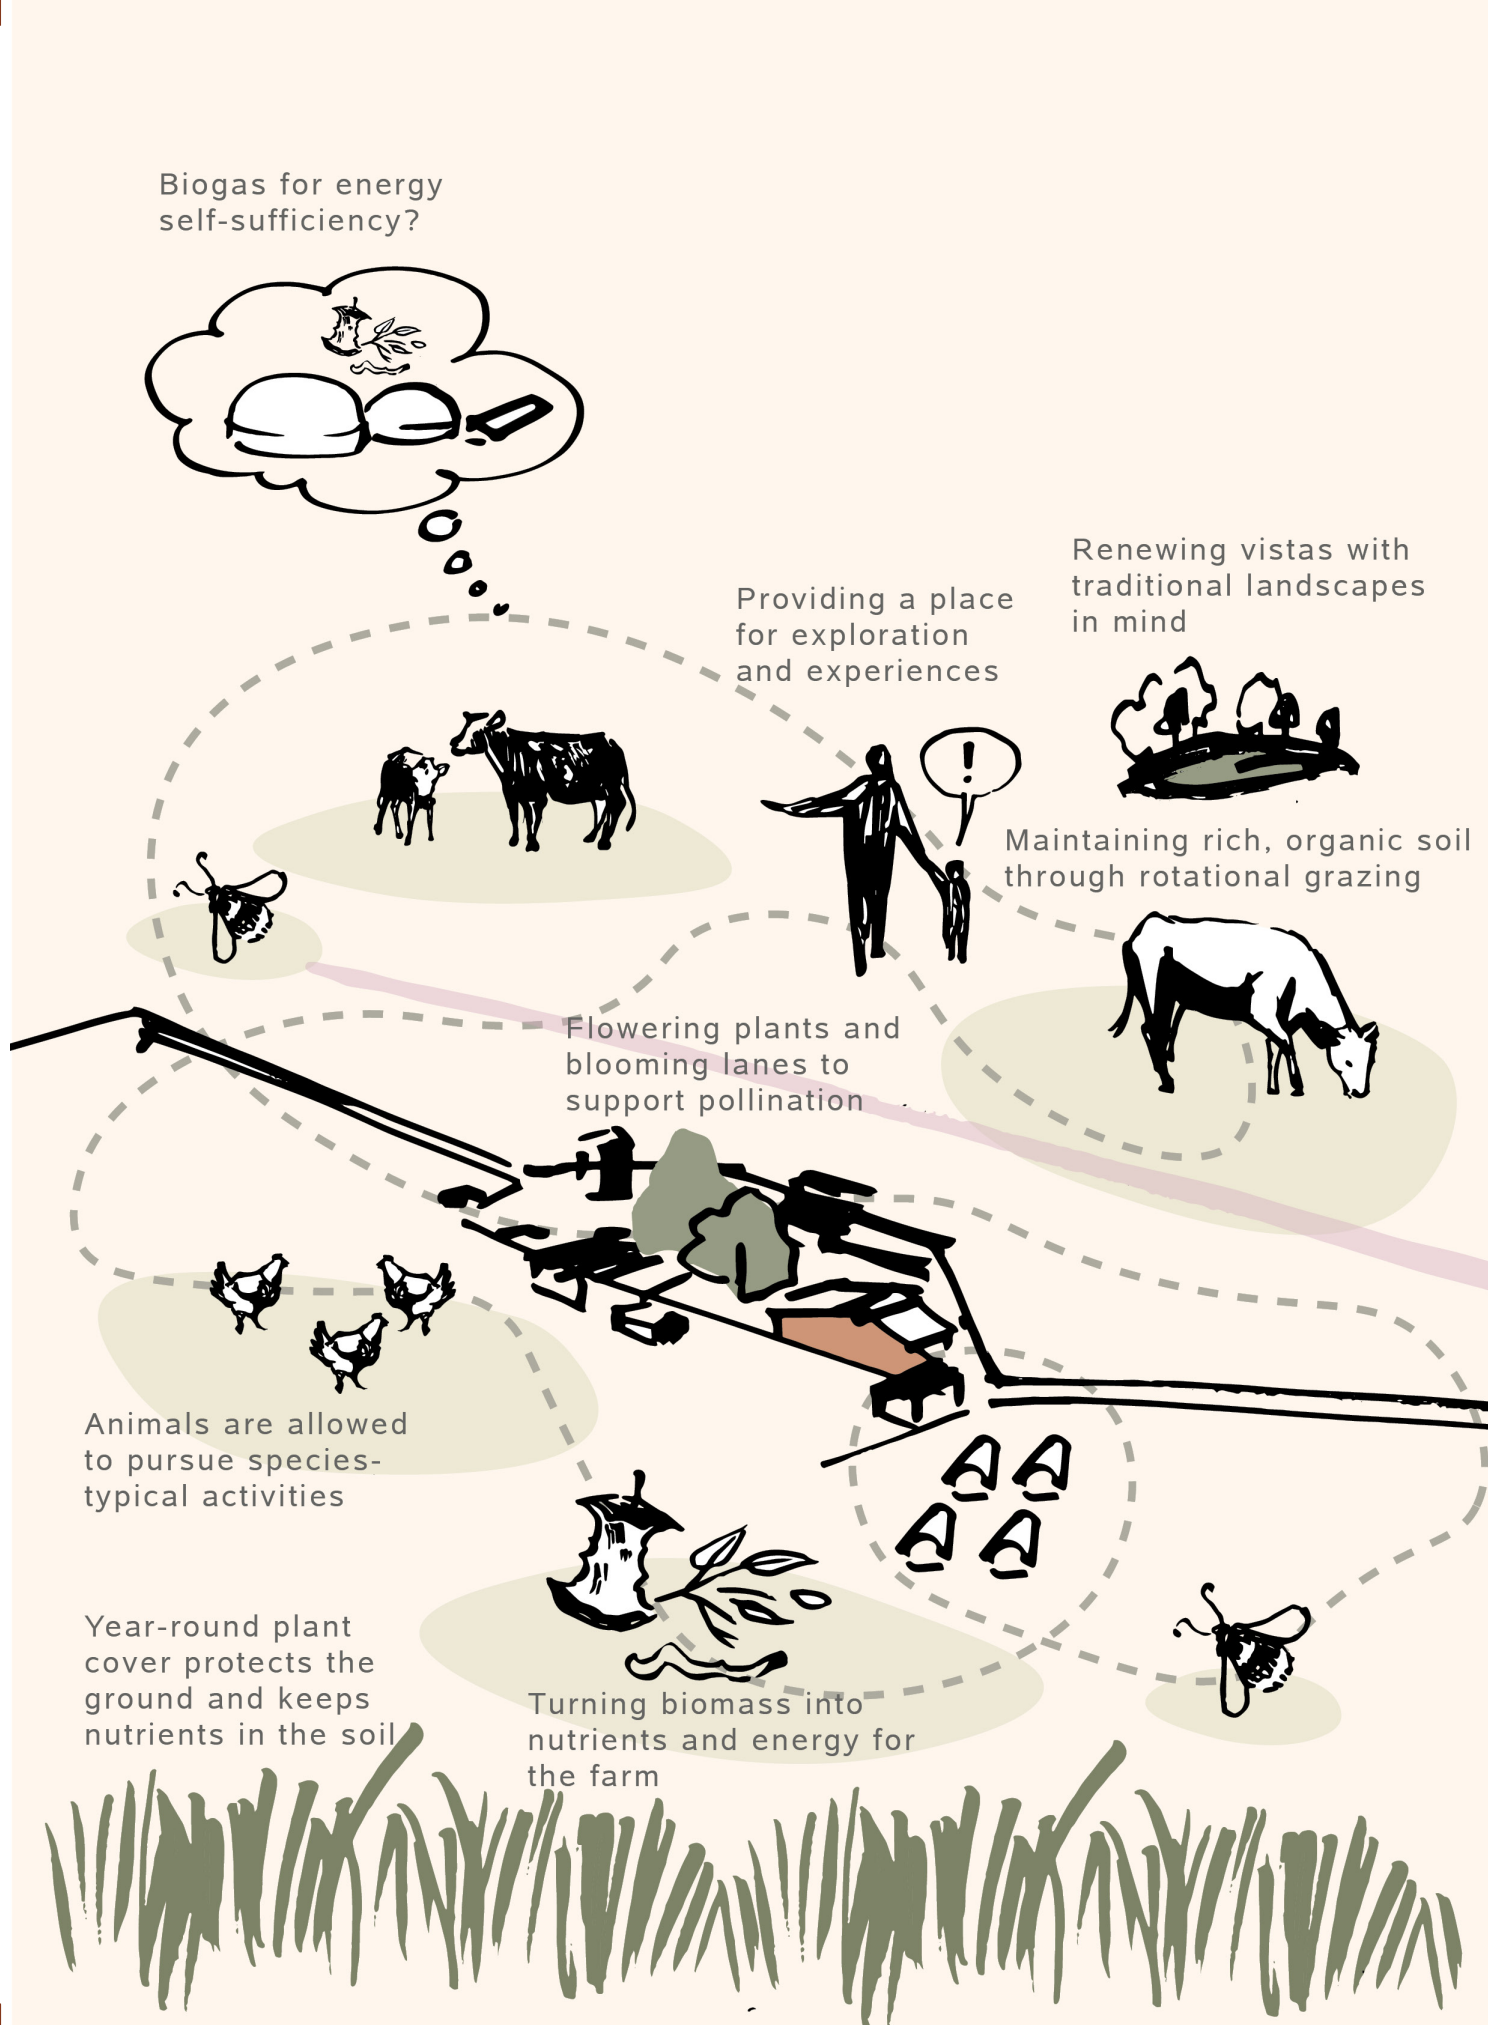 Biogas for energy
self-sufficiency?
Providing a place
for exploration
and experiences
Renewing vistas with
traditional landscapes
in mind
!
Maintaining rich, organic soil
through rotational grazing
Flowering plants and
blooming lanes to
support pollination
Animals are allowed
to pursue species-
typical activities
Year-round plant
cover protects the
ground and keeps
nutrients in the soil
Turning biomass into
nutrients and energy for
the farm